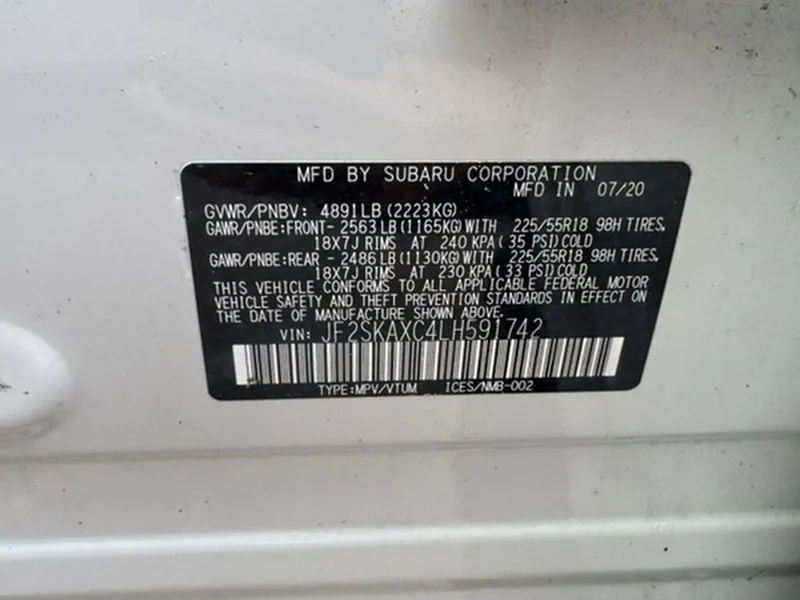 MFD BY SUBARU CORPORATION
MFD IN 07/20
GVWR/PNBV: 4891LB (2223KG)
GAWR/PNBE:FRONT- 2563 LB (1165KG) WITH 225/55R18 98H TIRES,
18X7J RIMS AT 240 KPA ( 35 PSI) COLD
GAWR/PNBE:REAR - 2486 LB (1130KG) WITH 225/55R18 98H TIRES,
18X7J RIMS AT 230 KPA ( 33 PSI) COLD
THIS VEHICLE CONFORMS TO ALL APPLICABLE FEDERAL MOTOR
VEHICLE SAFETY AND THEFT PREVENTION STANDARDS IN EFFECT ON
THE DATE OF MANUFACTURE SHOWN ABOVE.
VIN: JF2SKAXC4LH591742
TYPE:MPV/VTUM ICES/NMB-002